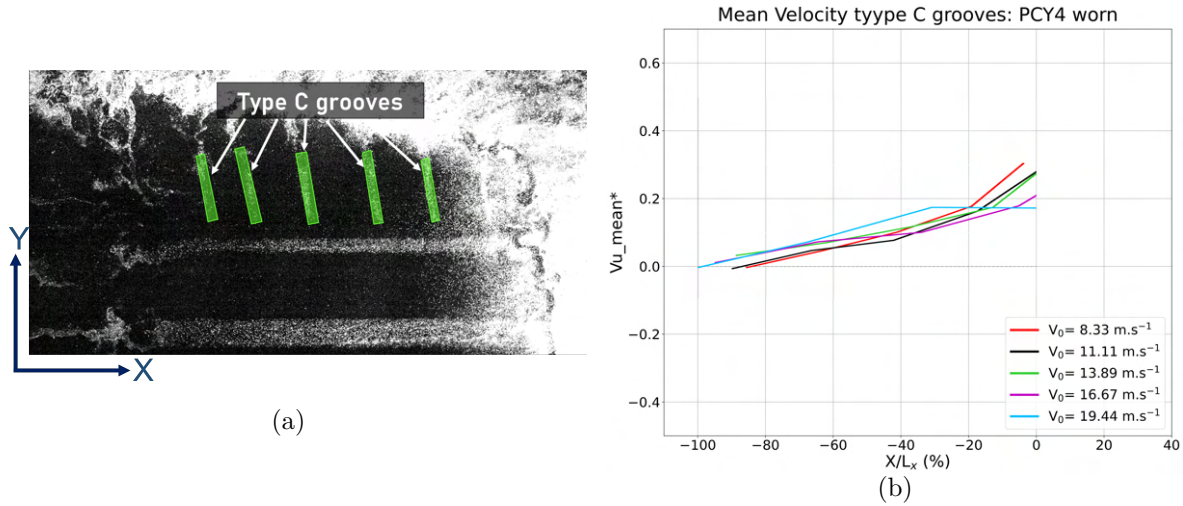 Type C grooves
Y
X
(a)
Mean Velocity tyype C grooves: PCY4 worn
Vu_mean*
0.6
0.4
0.2
0.0
−0.2
−0.4
−100
−80
−60
−40
−20
0
20
40
X/Lₓ (%)
V₀= 8.33 m.s⁻¹
V₀= 11.11 m.s⁻¹
V₀= 13.89 m.s⁻¹
V₀= 16.67 m.s⁻¹
V₀= 19.44 m.s⁻¹
(b)